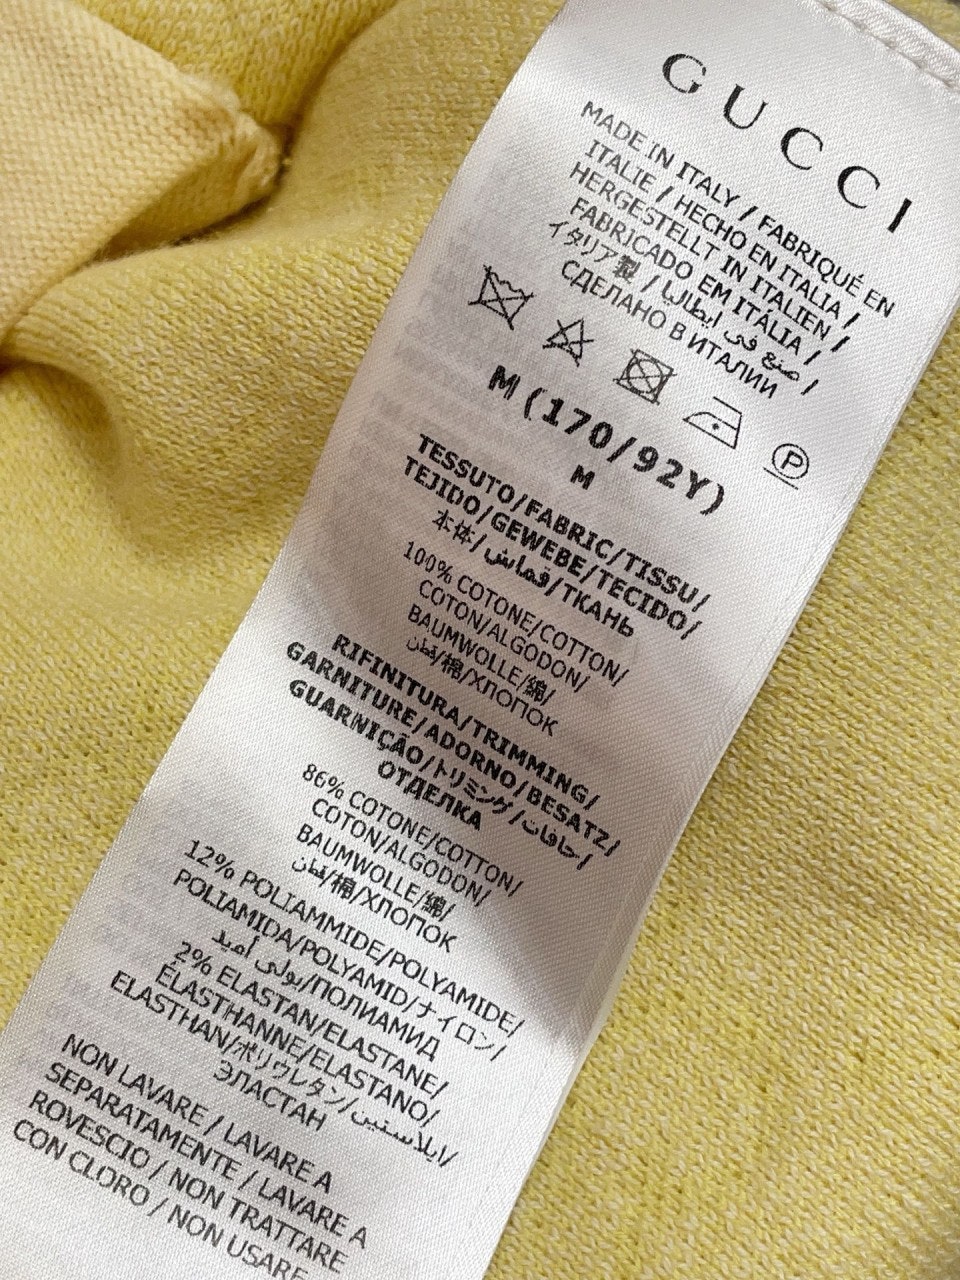 GUCCI
MADE IN ITALY / FABRIQUÉ EN
ITALIE / HECHO EN ITALIA /
HERGESTELLT IN ITALIEN /
FABRICADO EM ITÁLIA /
イタリア製 / صنع في ايطاليا /
СДЕЛАНО В ИТАЛИИ
P
M (170/92Y)
M
TESSUTO/FABRIC/TISSU/
TEJIDO/GEWEBE/TECIDO/
本体/قماش/ТКАНЬ
100% COTONE/COTTON/
COTON/ALGODON/
BAUMWOLLE/綿/
قطن/棉/ХЛОПОК
RIFINITURA/TRIMMING/
GARNITURE/ADORNO/BESATZ/
GUARNIÇÃO/トリミング/حافات/
ОТДЕЛКА
86% COTONE/COTTON/
COTON/ALGODON/
BAUMWOLLE/綿/
قطن/棉/ХЛОПОК
12% POLIAMMIDE/POLYAMIDE/
POLIAMIDA/POLYAMID/ナイロン/
بولي أميد/ПОЛИАМИД
2% ELASTAN/ELASTANE/
ÉLASTHANNE/ELASTANO/
ELASTHAN/ポリウレタン/ايلاستين/
ЭЛАСТАН
NON LAVARE / LAVARE A
SEPARATAMENTE / LAVARE A
ROVESCIO / NON TRATTARE
CON CLORO / NON USARE